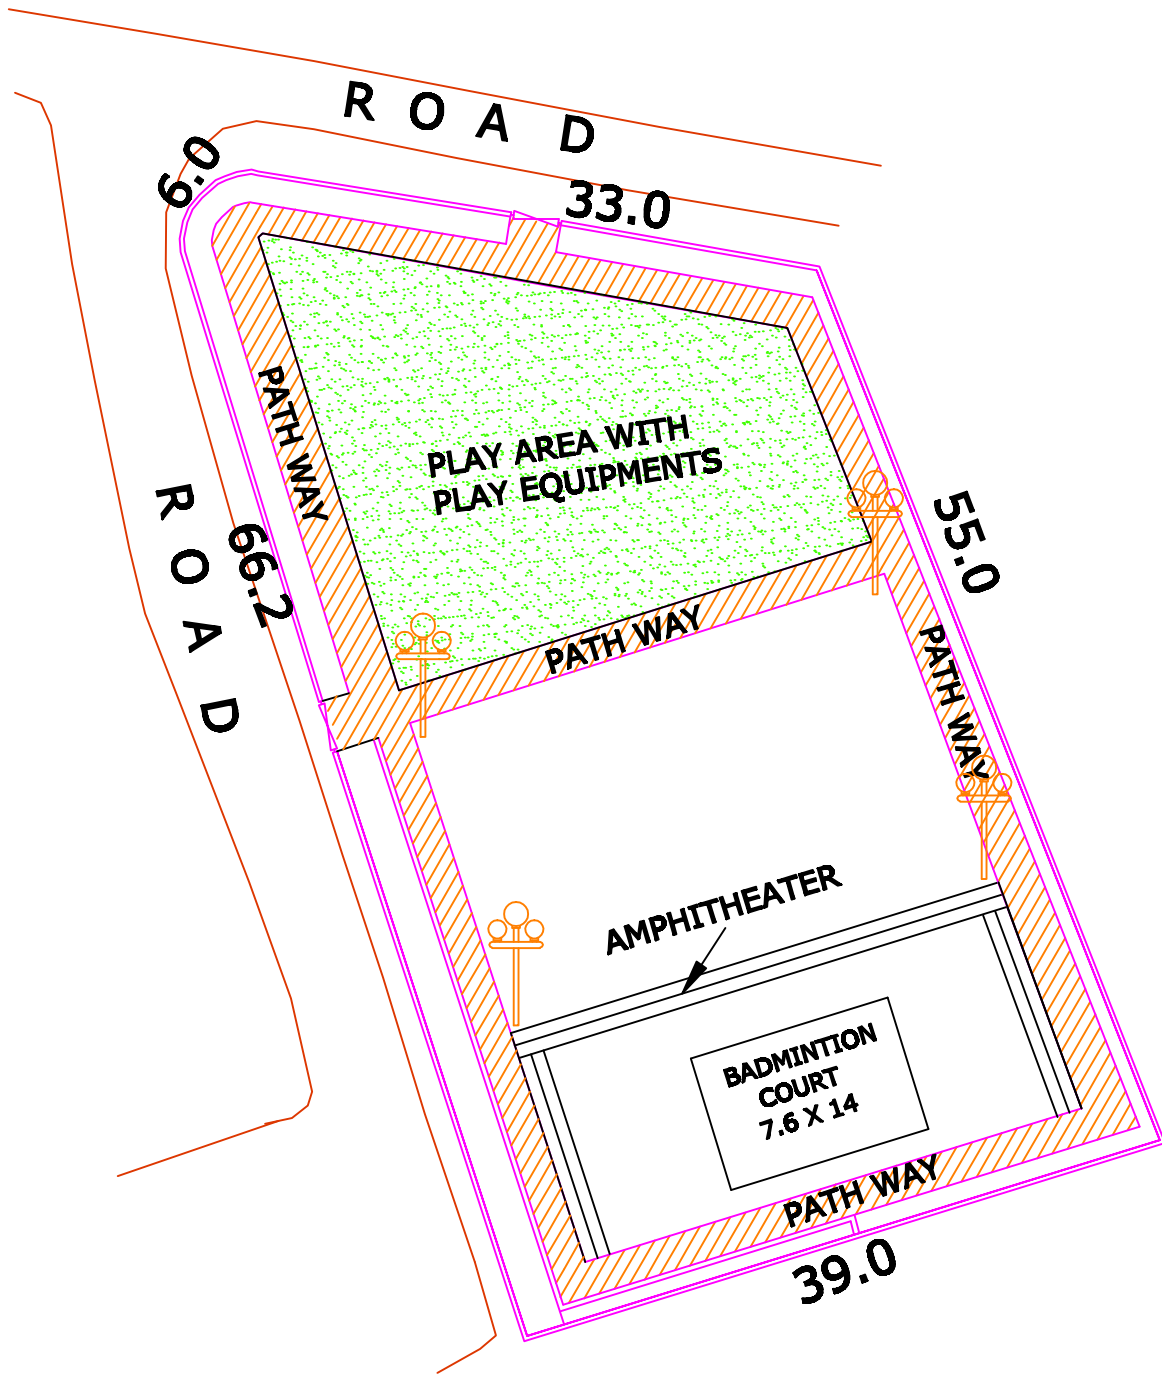 ROAD
6.0
33.0
PATH WAY
PLAY AREA WITH
PLAY EQUIPMENTS
ROAD
66.2
55.0
PATH WAY
PATH WAY
AMPHITHEATER
BADMINTION
COURT
7.6 X 14
PATH WAY
39.0